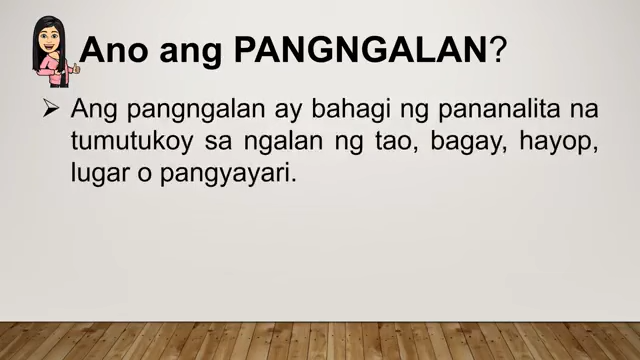 Ano ang PANGNGALAN?
➢ Ang pangngalan ay bahagi ng pananalita na
tumutukoy sa ngalan ng tao, bagay, hayop,
lugar o pangyayari.